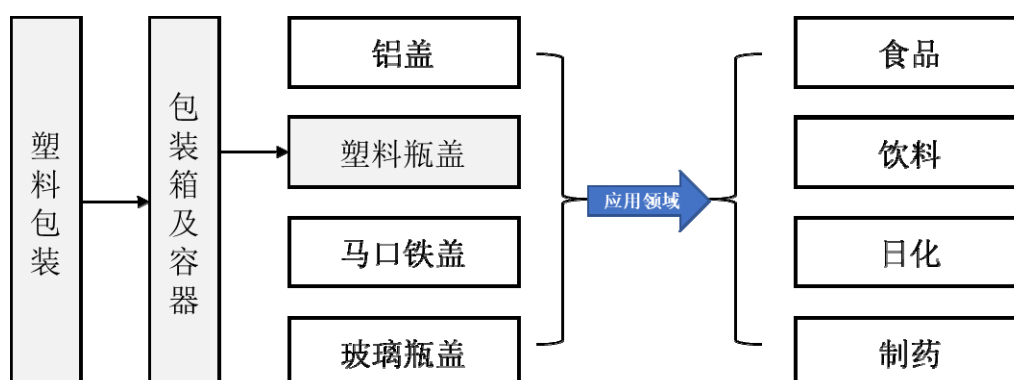 塑料包装
包装箱及容器
铝盖
塑料瓶盖
马口铁盖
玻璃瓶盖
应用领域
食品
饮料
日化
制药